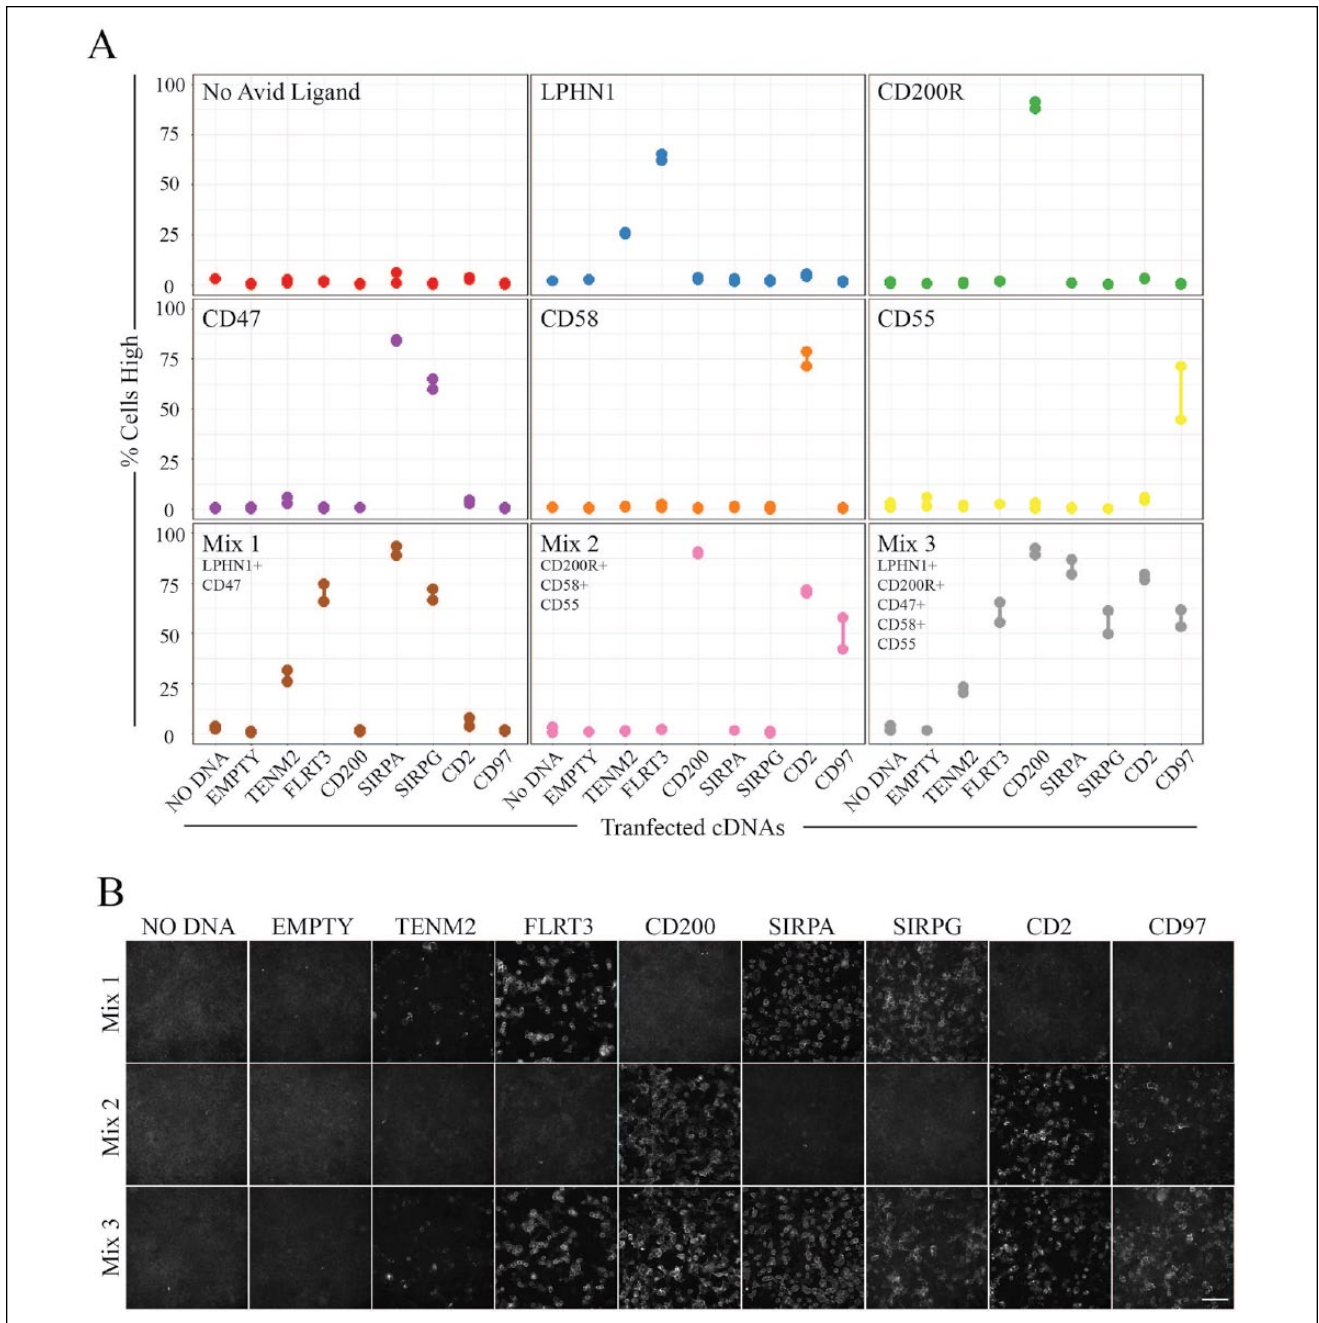 A
% Cells High
100
75
50
25
0
No Avid Ligand
LPHN1
CD200R
100
75
50
25
0
CD47
CD58
CD55
100
75
50
25
0
Mix 1
LPHN1+
CD47
Mix 2
CD200R+
CD58+
CD55
Mix 3
LPHN1+
CD200R+
CD47+
CD58+
CD55
NO DNA EMPTY TENM2 FLRT3 CD200 SIRPA SIRPG CD2 CD97
No DNA EMPTY TENM2 FLRT3 CD200 SIRPA SIRPG CD2 CD97
NO DNA EMPTY TENM2 FLRT3 CD200 SIRPA SIRPG CD2 CD97
Tranfected cDNAs
B
NO DNA EMPTY TENM2 FLRT3 CD200 SIRPA SIRPG CD2 CD97
Mix 1
Mix 2
Mix 3